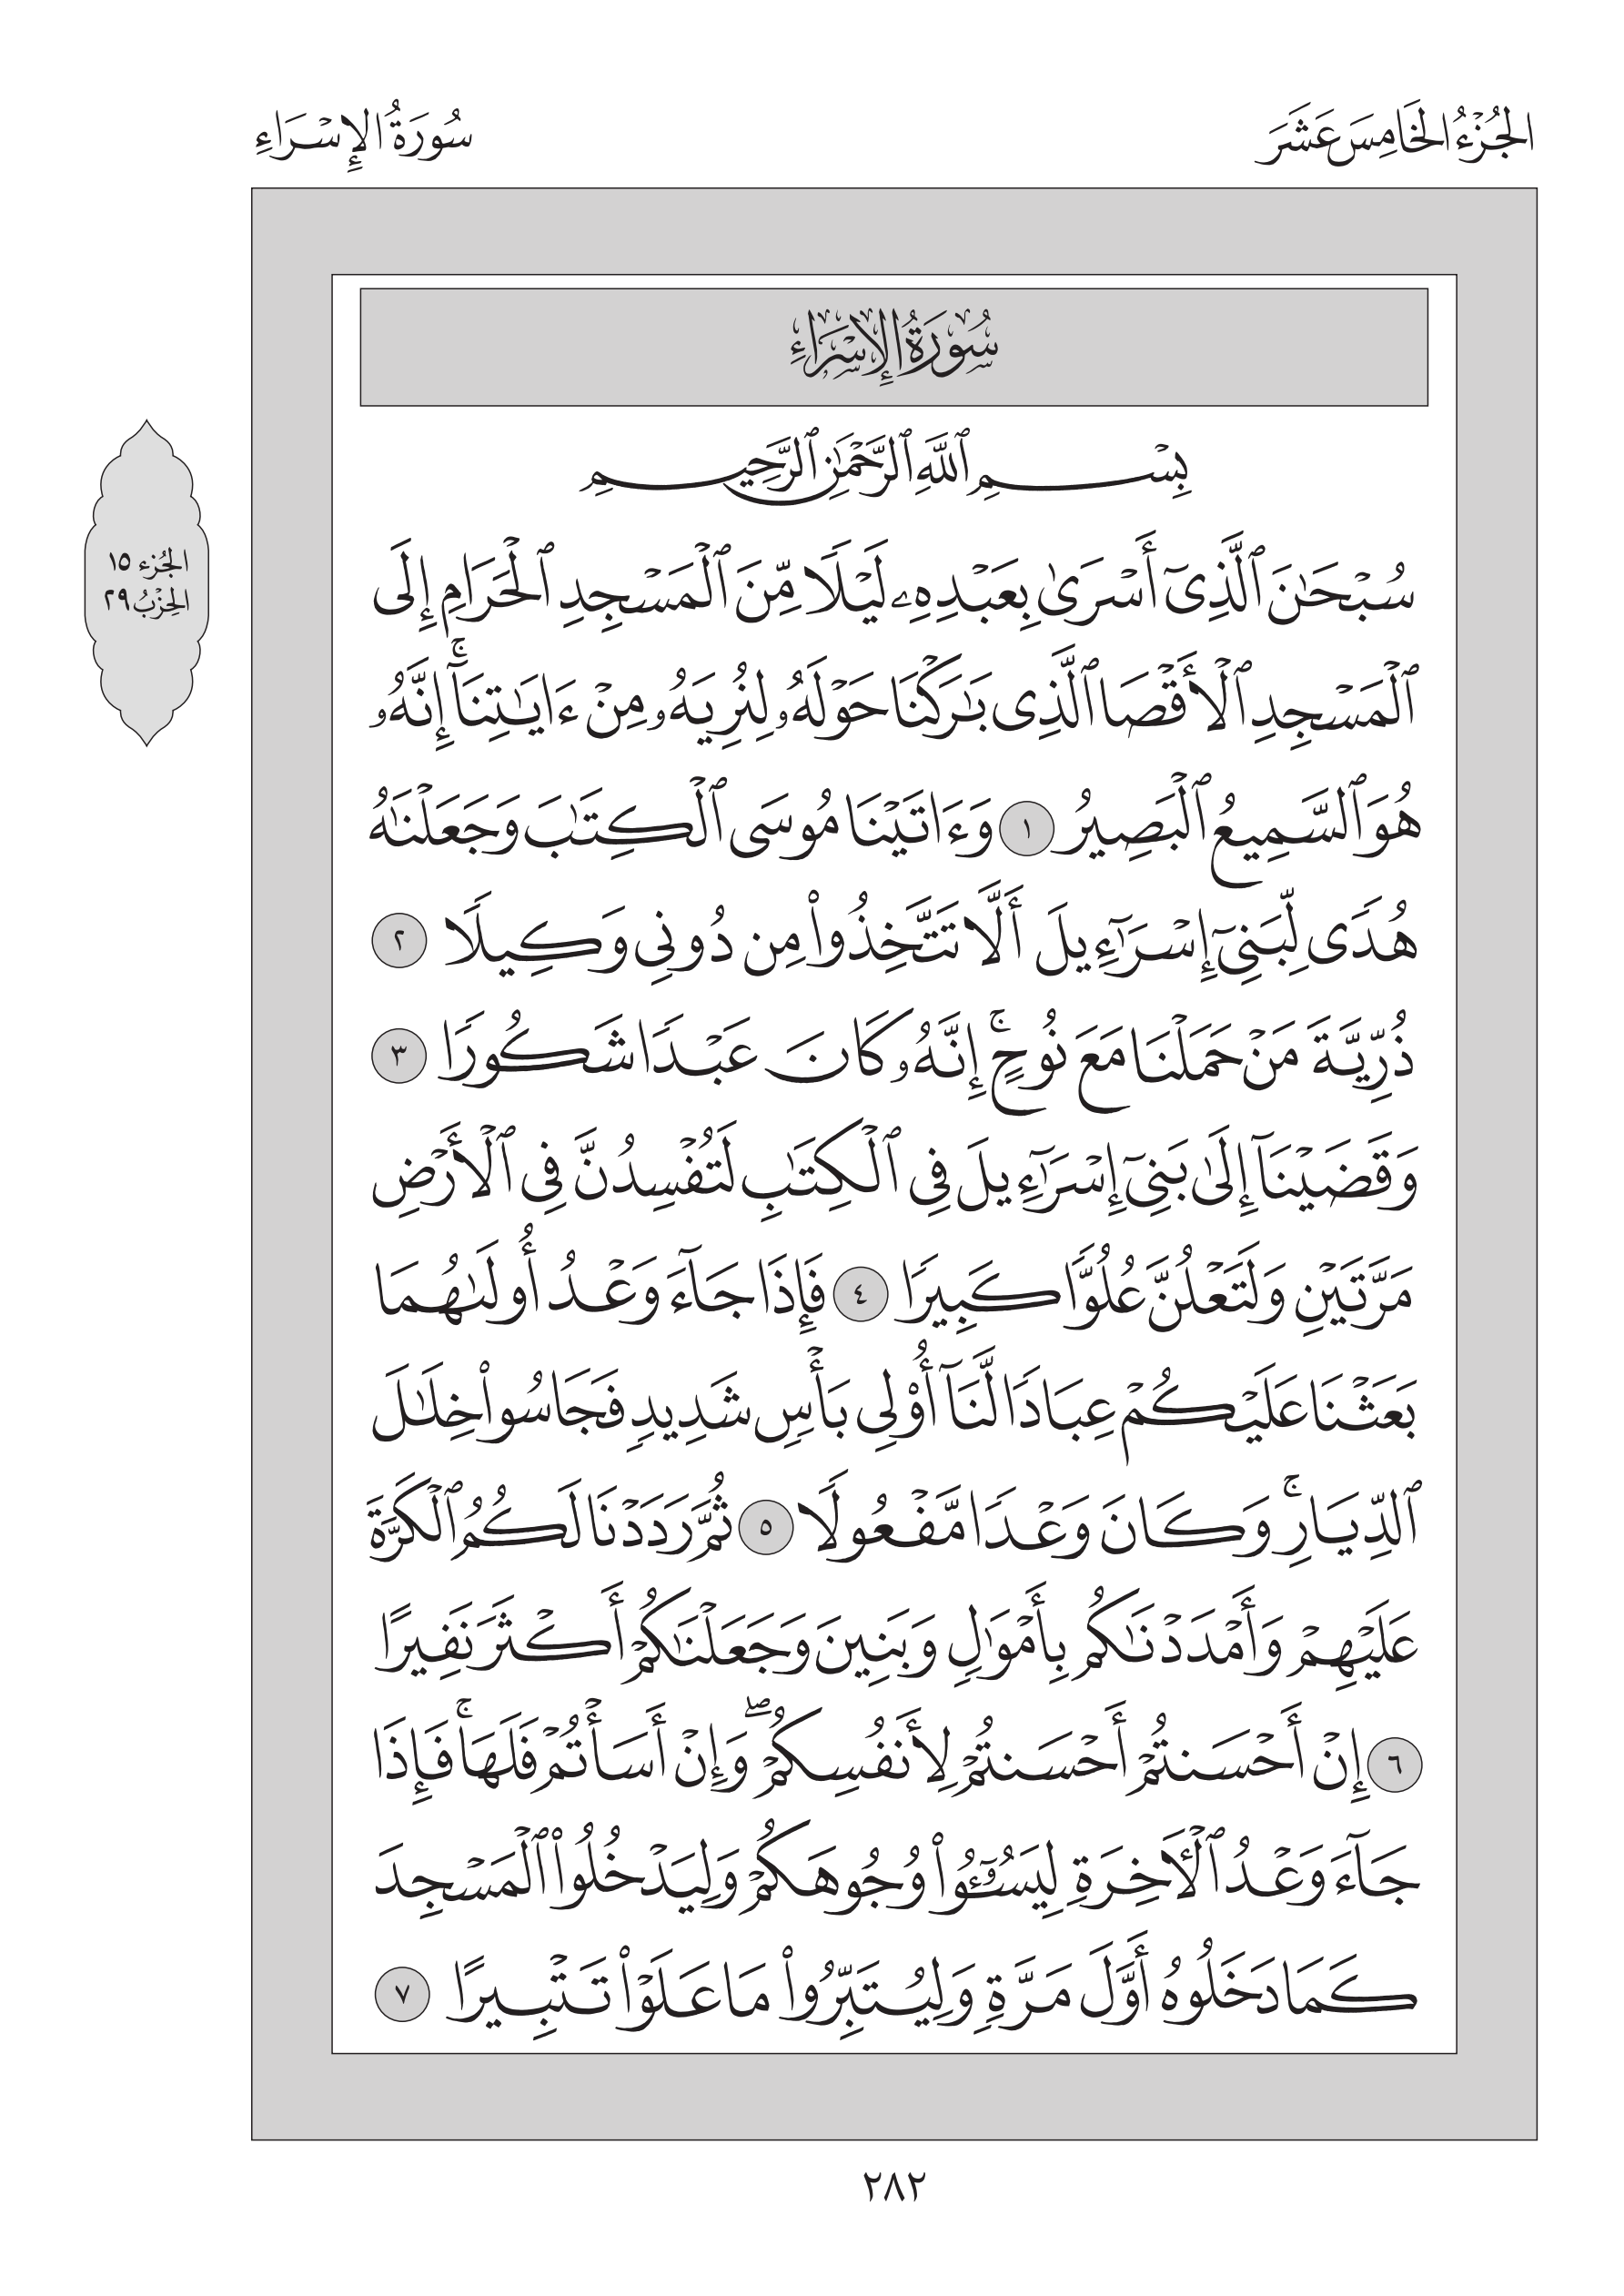 الجُزْءُ الخَامِسَ عَشَرَ
سُورَةُ الإِسْرَاءِ
سُورَةُ الإِسْرَاءِ
بِسْمِ ٱللَّهِ ٱلرَّحْمَٰنِ ٱلرَّحِيمِ
سُبْحَٰنَ ٱلَّذِىٓ أَسْرَىٰ بِعَبْدِهِۦ لَيْلًا مِّنَ ٱلْمَسْجِدِ ٱلْحَرَامِ إِلَى
ٱلْمَسْجِدِ ٱلْأَقْصَا ٱلَّذِى بَٰرَكْنَا حَوْلَهُۥ لِنُرِيَهُۥ مِنْ ءَايَٰتِنَآ ۚ إِنَّهُۥ
هُوَ ٱلسَّمِيعُ ٱلْبَصِيرُ ١ وَءَاتَيْنَا مُوسَى ٱلْكِتَٰبَ وَجَعَلْنَٰهُ
هُدًى لِّبَنِىٓ إِسْرَٰٓءِيلَ أَلَّا تَتَّخِذُوا۟ مِن دُونِى وَكِيلًا ٢
ذُرِّيَّةَ مَنْ حَمَلْنَا مَعَ نُوحٍ ۚ إِنَّهُۥ كَانَ عَبْدًا شَكُورًا ٣
وَقَضَيْنَآ إِلَىٰ بَنِىٓ إِسْرَٰٓءِيلَ فِى ٱلْكِتَٰبِ لَتُفْسِدُنَّ فِى ٱلْأَرْضِ
مَرَّتَيْنِ وَلَتَعْلُنَّ عُلُوًّا كَبِيرًا ٤ فَإِذَا جَآءَ وَعْدُ أُولَىٰهُمَا
بَعَثْنَا عَلَيْكُمْ عِبَادًا لَّنَآ أُو۟لِى بَأْسٍ شَدِيدٍ فَجَاسُوا۟ خِلَٰلَ
ٱلدِّيَارِ ۚ وَكَانَ وَعْدًا مَّفْعُولًا ٥ ثُمَّ رَدَدْنَا لَكُمُ ٱلْكَرَّةَ
عَلَيْهِمْ وَأَمْدَدْنَٰكُم بِأَمْوَٰلٍ وَبَنِينَ وَجَعَلْنَٰكُمْ أَكْثَرَ نَفِيرًا
٦ إِنْ أَحْسَنتُمْ أَحْسَنتُمْ لِأَنفُسِكُمْ ۖ وَإِنْ أَسَأْتُمْ فَلَهَا ۚ فَإِذَا
جَآءَ وَعْدُ ٱلْأَخِرَةِ لِيَسُۥٓـُٔوا۟ وُجُوهَكُمْ وَلِيَدْخُلُوا۟ ٱلْمَسْجِدَ
كَمَا دَخَلُوهُ أَوَّلَ مَرَّةٍ وَلِيُتَبِّرُوا۟ مَا عَلَوْا۟ تَتْبِيرًا ٧
الجُزء ١٥
الحِزْبُ ٢٩
٢٨٢